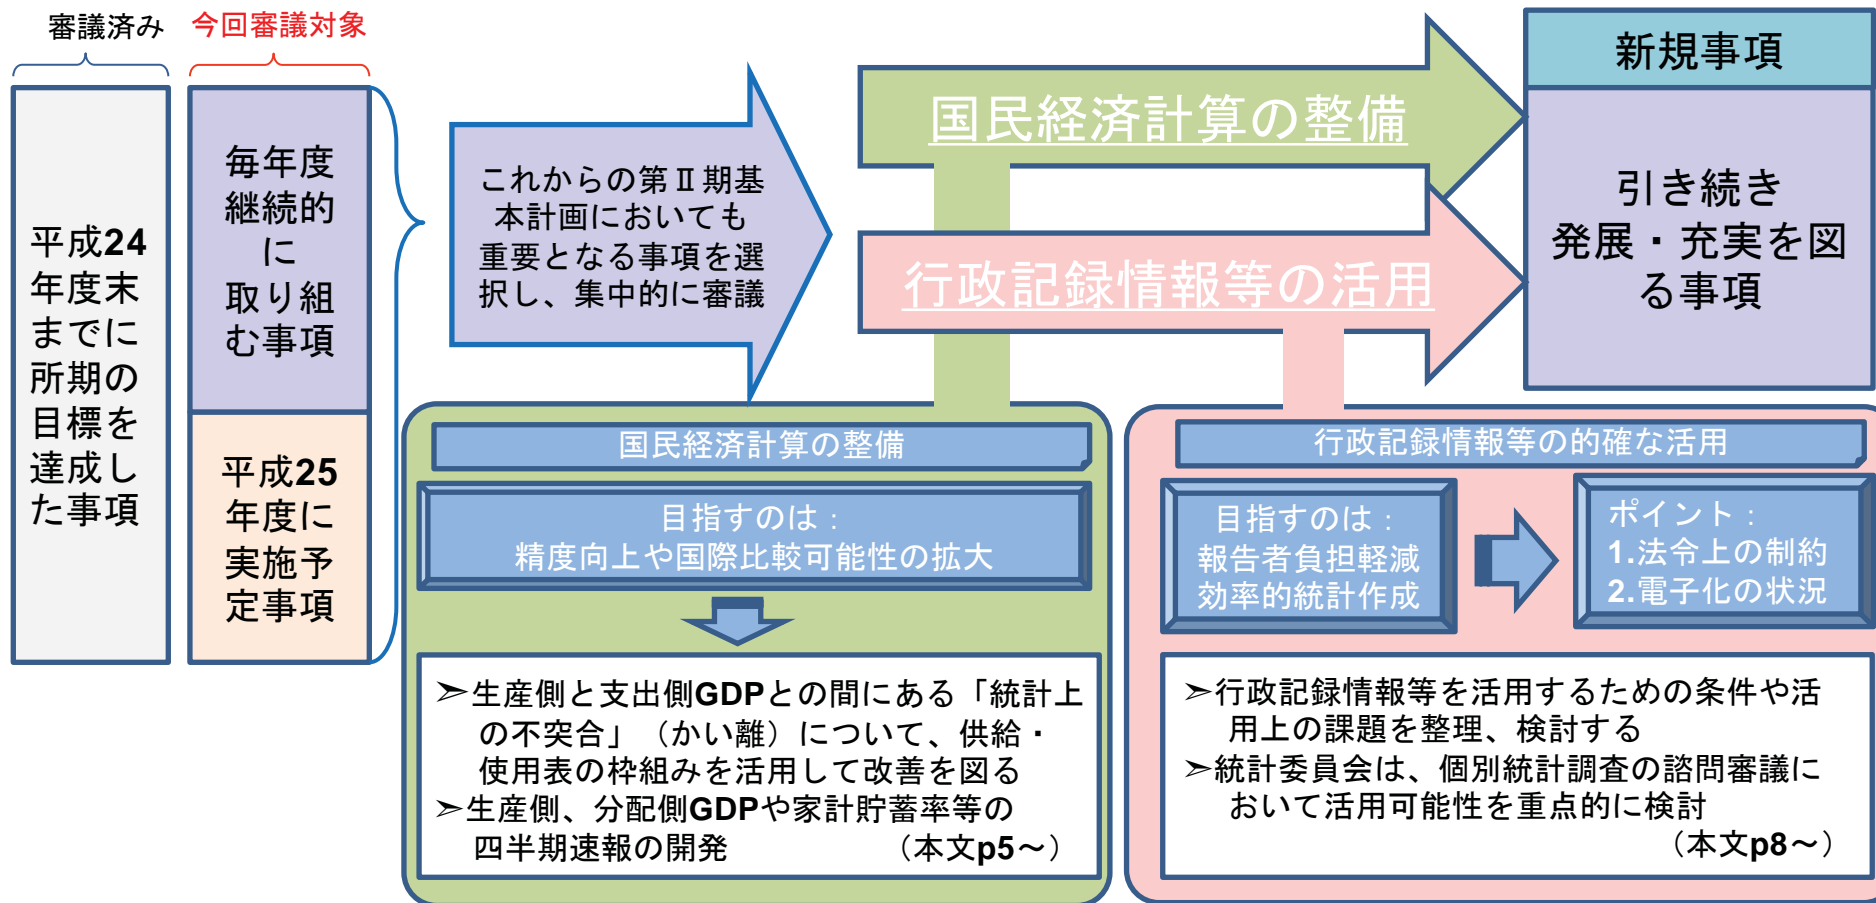 審議済み
今回審議対象
平成24
年度末
までに
所期の
目標を
達成し
た事項
毎年度
継続的
に
取り組
む事項
平成25
年度に
実施予
定事項
これからの第Ⅱ期基
本計画においても
重要となる事項を選
択し、集中的に審議
国民経済計算の整備
行政記録情報等の活用
新規事項
引き続き
発展・充実を図
る事項
国民経済計算の整備
目指すのは：
精度向上や国際比較可能性の拡大
➢生産側と支出側GDPとの間にある「統計上
の不突合」（かい離）について、供給・
使用表の枠組みを活用して改善を図る
➢生産側、分配側GDPや家計貯蓄率等の
四半期速報の開発　　　　　（本文p5～）
行政記録情報等の的確な活用
目指すのは：
報告者負担軽減
効率的統計作成
ポイント：
1.法令上の制約
2.電子化の状況
➢行政記録情報等を活用するための条件や活
用上の課題を整理、検討する
➢統計委員会は、個別統計調査の諮問審議に
おいて活用可能性を重点的に検討
（本文p8～）